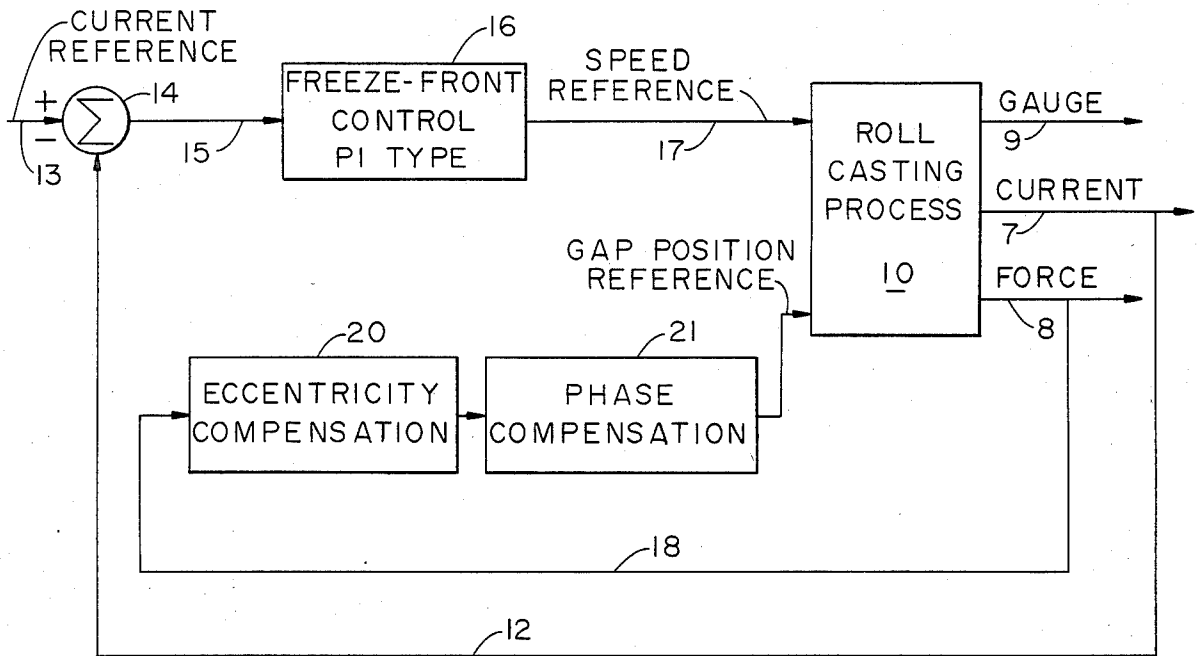 CURRENT
REFERENCE
16
14
FREEZE-FRONT
CONTROL
PI TYPE
SPEED
REFERENCE
ROLL
CASTING
PROCESS
10
GAUGE
9
+
Σ
−
13
15
17
CURRENT
7
GAP POSITION
REFERENCE
FORCE
8
20
21
ECCENTRICITY
COMPENSATION
PHASE
COMPENSATION
18
12